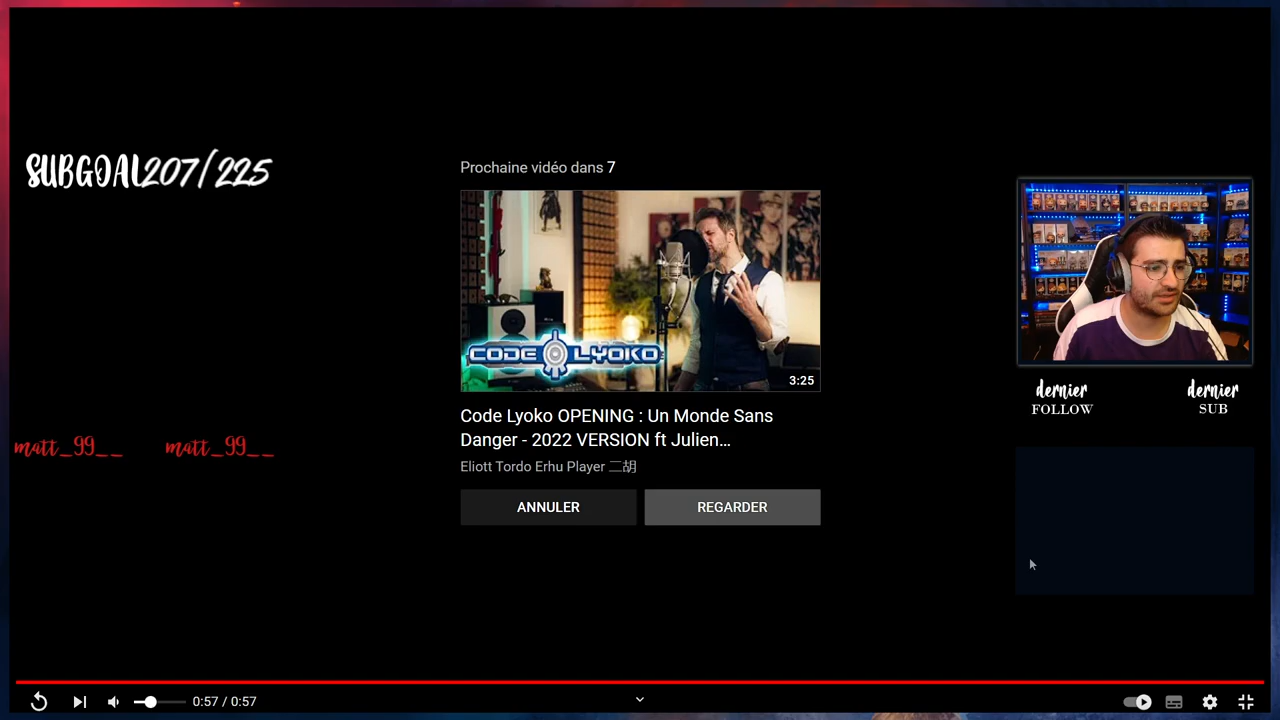 SUBGOAL207/225
Prochaine vidéo dans 7
CODE LYOKO
3:25
Code Lyoko OPENING : Un Monde Sans
Danger - 2022 VERSION ft Julien...
Eliott Tordo Erhu Player 二胡
ANNULER
REGARDER
dernier
FOLLOW
dernier
SUB
matt_99__
matt_99__
0:57 / 0:57